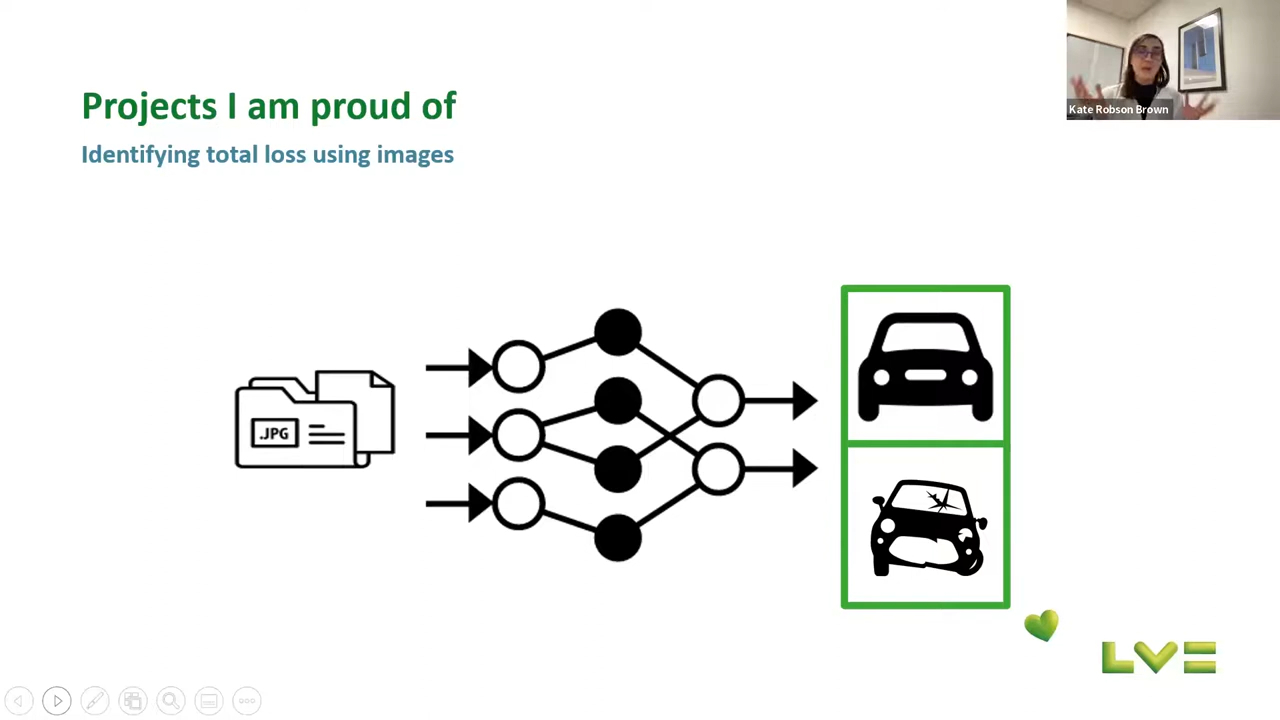 Projects I am proud of
Identifying total loss using images
Kate Robson Brown
.JPG
LV=